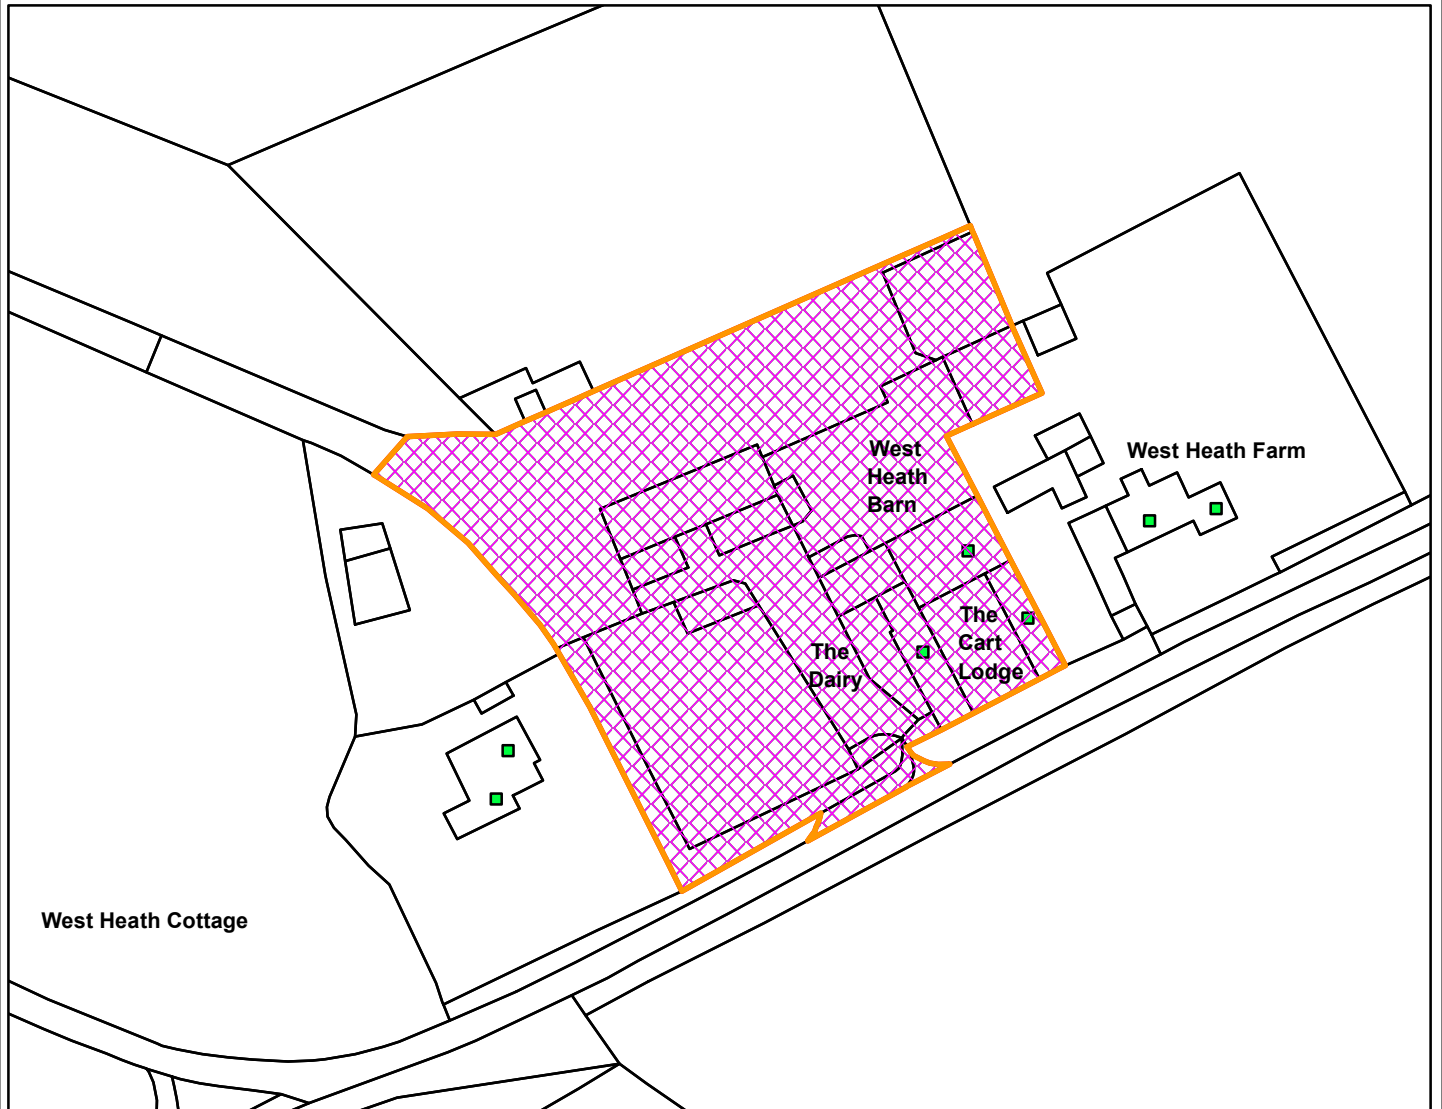 West
Heath
Barn
West Heath Farm
The
Cart
Lodge
The
Dairy
West Heath Cottage